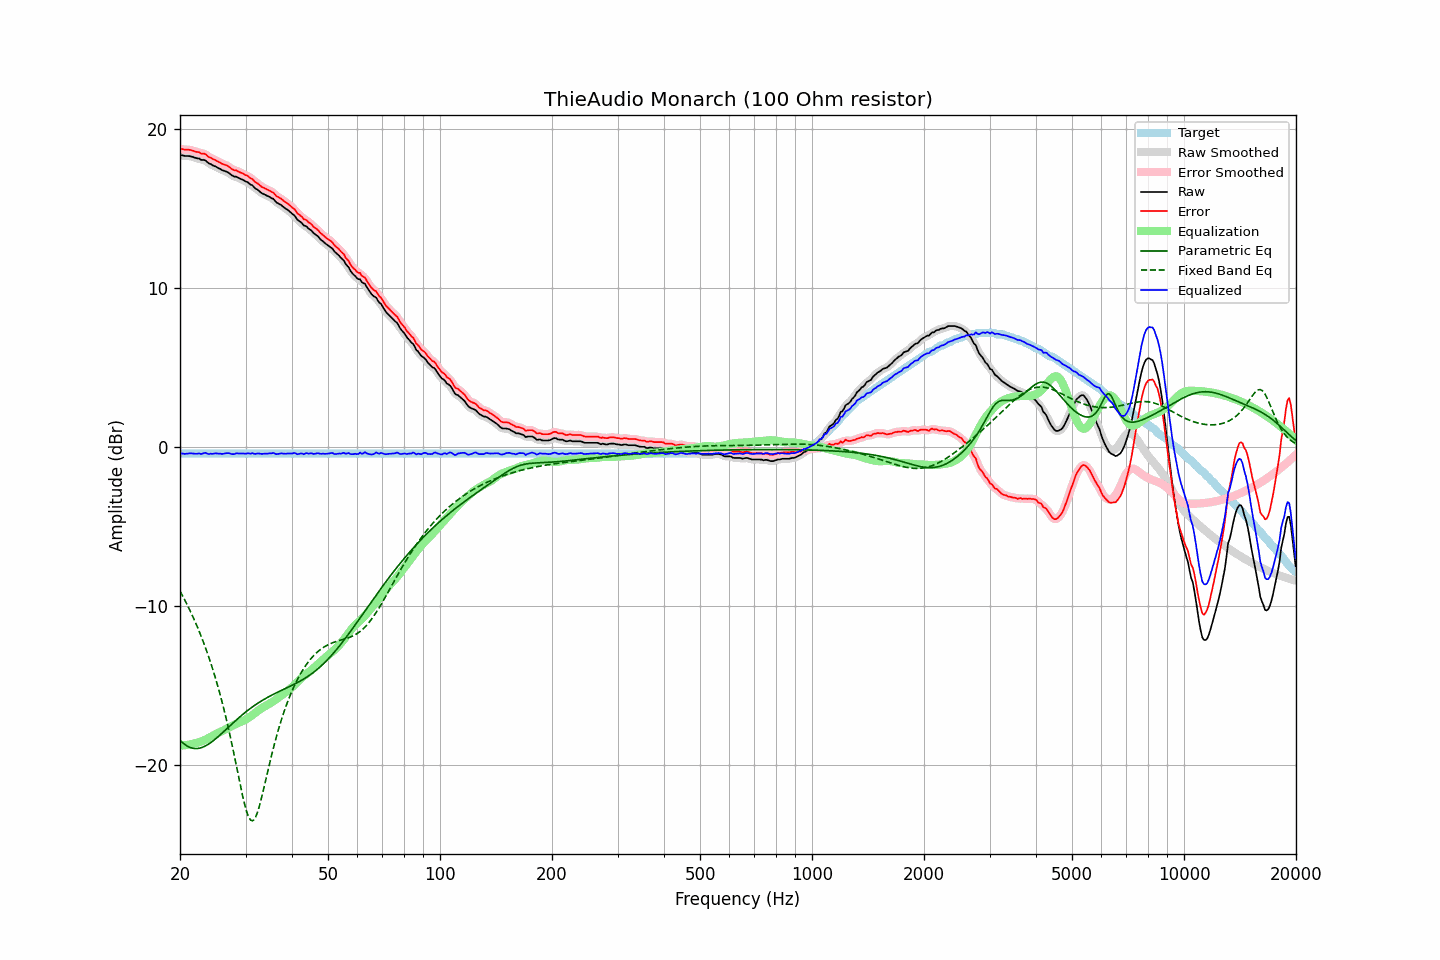 ThieAudio Monarch (100 Ohm resistor)
20
10
0
−10
−20
Amplitude (dBr)
Target
Raw Smoothed
Error Smoothed
Raw
Error
Equalization
Parametric Eq
Fixed Band Eq
Equalized
20 50 100 200 500 1000 2000 5000 10000 20000
Frequency (Hz)